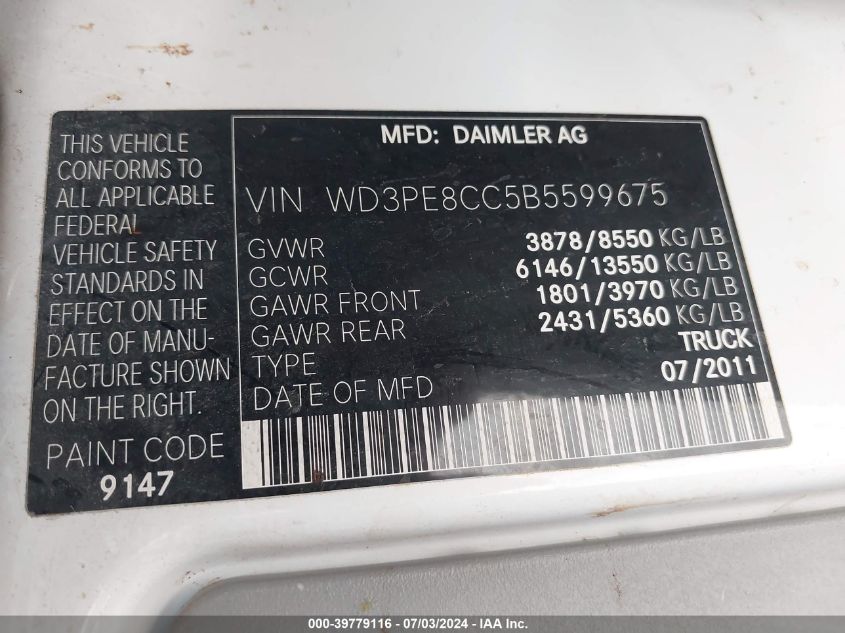 THIS VEHICLE
CONFORMS TO
ALL APPLICABLE
FEDERAL
VEHICLE SAFETY
STANDARDS IN
EFFECT ON THE
DATE OF MANU-
FACTURE SHOWN
ON THE RIGHT.
PAINT CODE
9147
MFD: DAIMLER AG
VIN WD3PE8CC5B5599675
GVWR 3878/8550 KG/LB
GCWR 6146/13550 KG/LB
GAWR FRONT 1801/3970 KG/LB
GAWR REAR 2431/5360 KG/LB
TYPE TRUCK
DATE OF MFD 07/2011
000-39779116 - 07/03/2024 - IAA Inc.